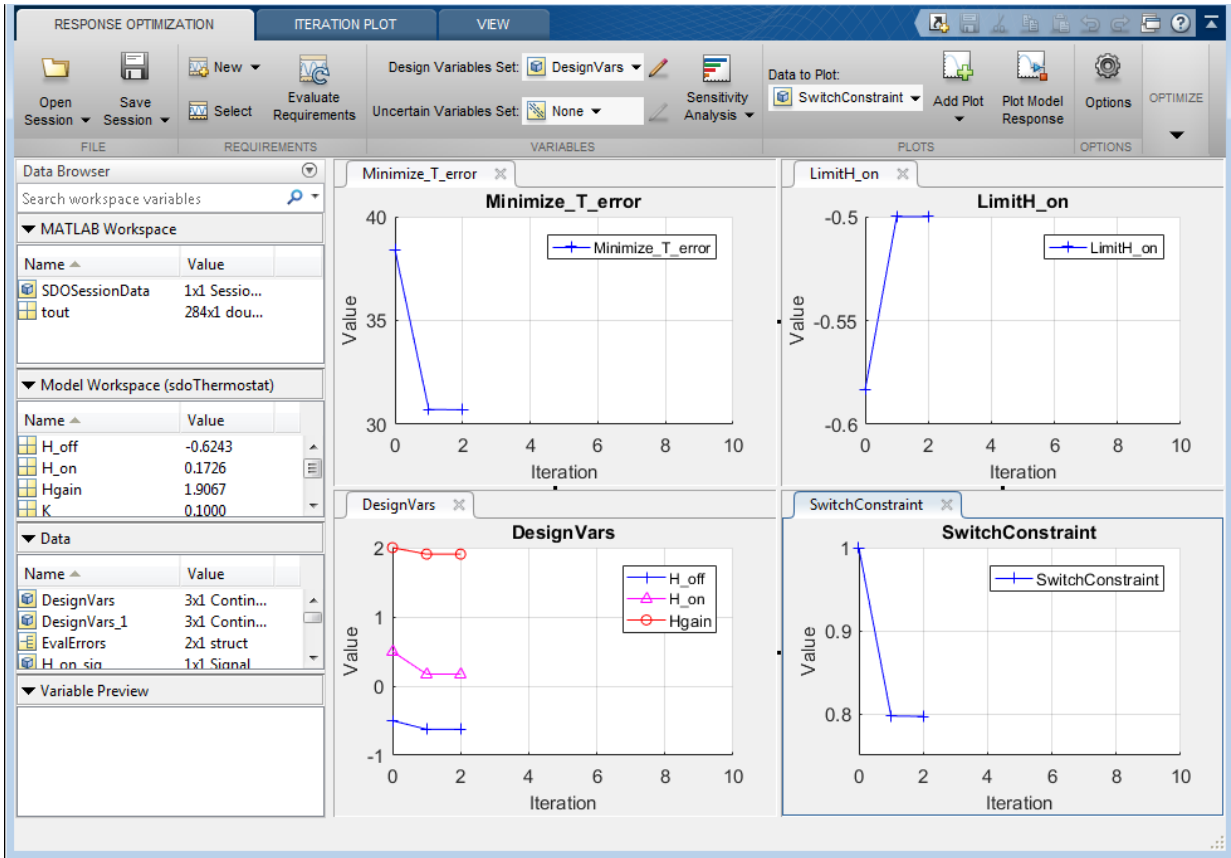 RESPONSE OPTIMIZATION ITERATION PLOT VIEW
Open Session
Save Session
New
Select
Evaluate Requirements
Design Variables Set: DesignVars
Uncertain Variables Set: None
Sensitivity Analysis
Data to Plot:
SwitchConstraint
Add Plot
Plot Model Response
Options
OPTIMIZE
FILE REQUIREMENTS VARIABLES PLOTS OPTIONS
Data Browser
Search workspace variables
MATLAB Workspace
Name Value
SDOSessionData 1x1 Sessio...
tout 284x1 dou...
Model Workspace (sdoThermostat)
Name Value
H_off -0.6243
H_on 0.1726
Hgain 1.9067
K 0.1000
Data
Name Value
DesignVars 3x1 Contin...
DesignVars_1 3x1 Contin...
EvalErrors 2x1 struct
H_on_sig 1x1 Signal
Variable Preview
Minimize_T_error
Minimize_T_error
Minimize_T_error
40
35
30
Value
0 2 4 6 8 10
Iteration
LimitH_on
LimitH_on
LimitH_on
-0.5
-0.55
-0.6
Value
0 2 4 6 8 10
Iteration
DesignVars
DesignVars
H_off
H_on
Hgain
2
1
0
-1
Value
0 2 4 6 8 10
Iteration
SwitchConstraint
SwitchConstraint
SwitchConstraint
1
0.9
0.8
Value
0 2 4 6 8 10
Iteration